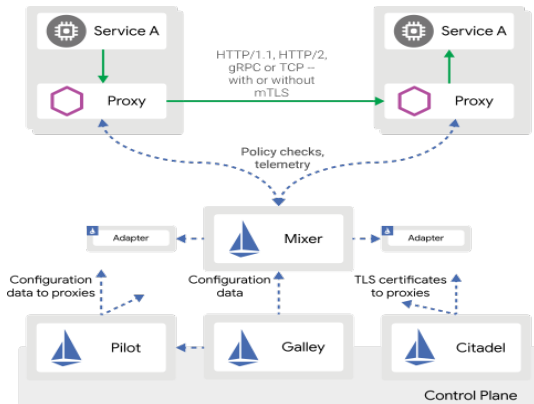 Service A
Service A
HTTP/1.1, HTTP/2,
gRPC or TCP --
with or without
mTLS
Proxy
Proxy
Policy checks,
telemetry
Mixer
Adapter
Adapter
Configuration
data to proxies
Configuration
data
TLS certificates
to proxies
Pilot
Galley
Citadel
Control Plane